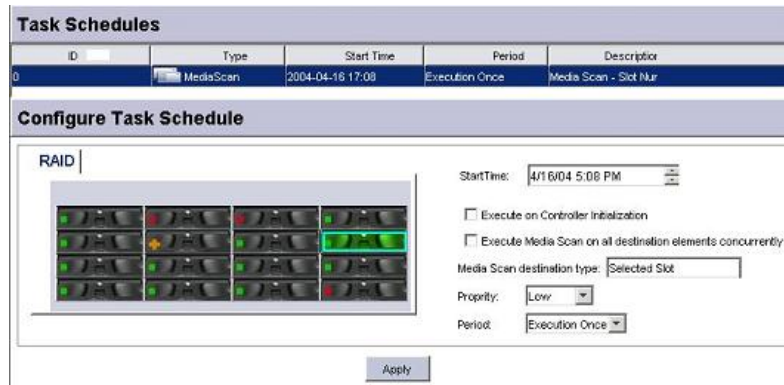 Task Schedules
ID Type Start Time Period Description
0 MediaScan 2004-04-16 17:08 Execution Once Media Scan - Slot Nur
Configure Task Schedule
RAID
StartTime: 4/16/04 5:08 PM
Execute on Controller Initialization
Execute Media Scan on all destination elements concurrently
Media Scan destination type: Selected Slot
Proprity: Low
Period: Execution Once
Apply